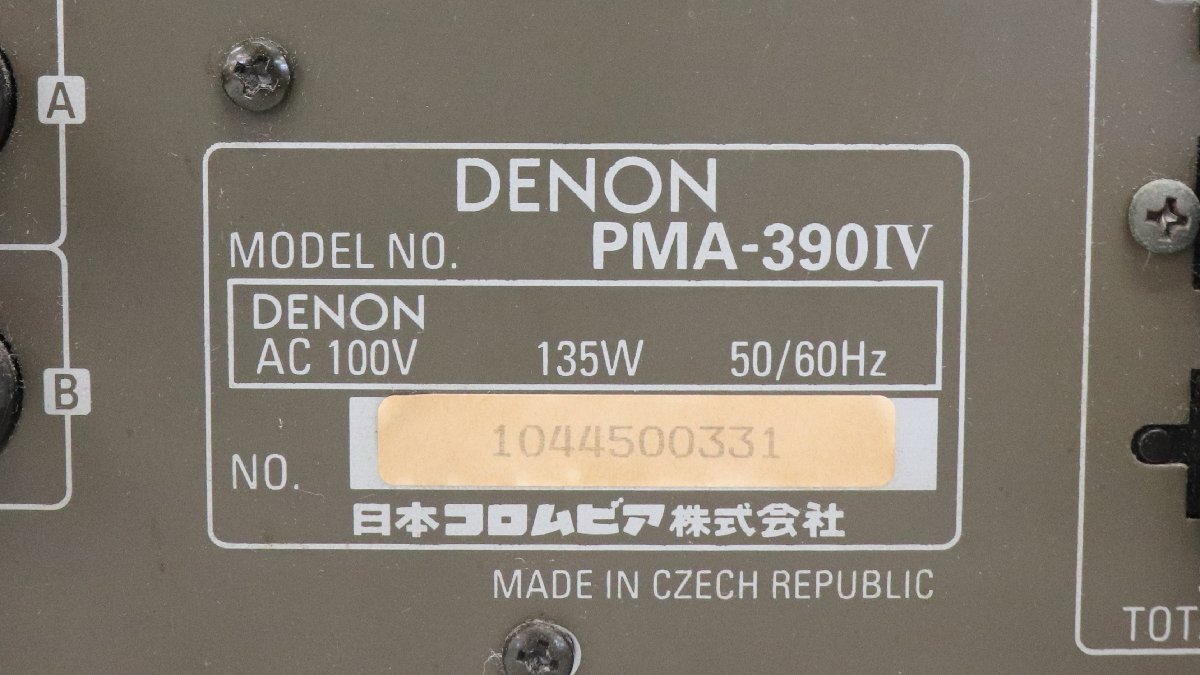 A
DENON
MODEL NO. PMA-390IV
DENON
AC 100V 135W 50/60Hz
B
NO. 1044500331
日本コロムビア株式会社
MADE IN CZECH REPUBLIC
TOT